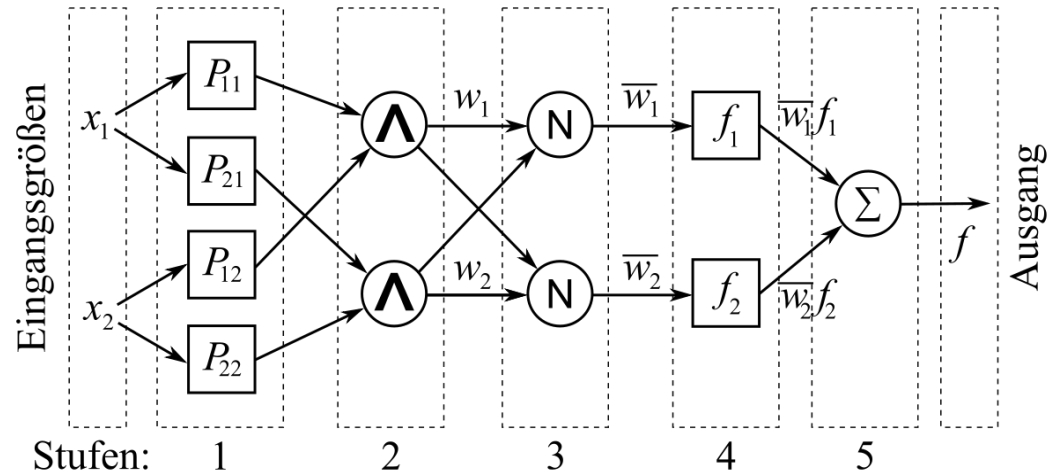 Eingangsgrößen
x₁
x₂
P₁₁
P₂₁
P₁₂
P₂₂
Λ
Λ
w₁
w₂
N
N
w̅₁
w̅₂
f₁
f₂
w̅₁f₁
w̅₂f₂
Σ
f
Ausgang
Stufen: 1 2 3 4 5